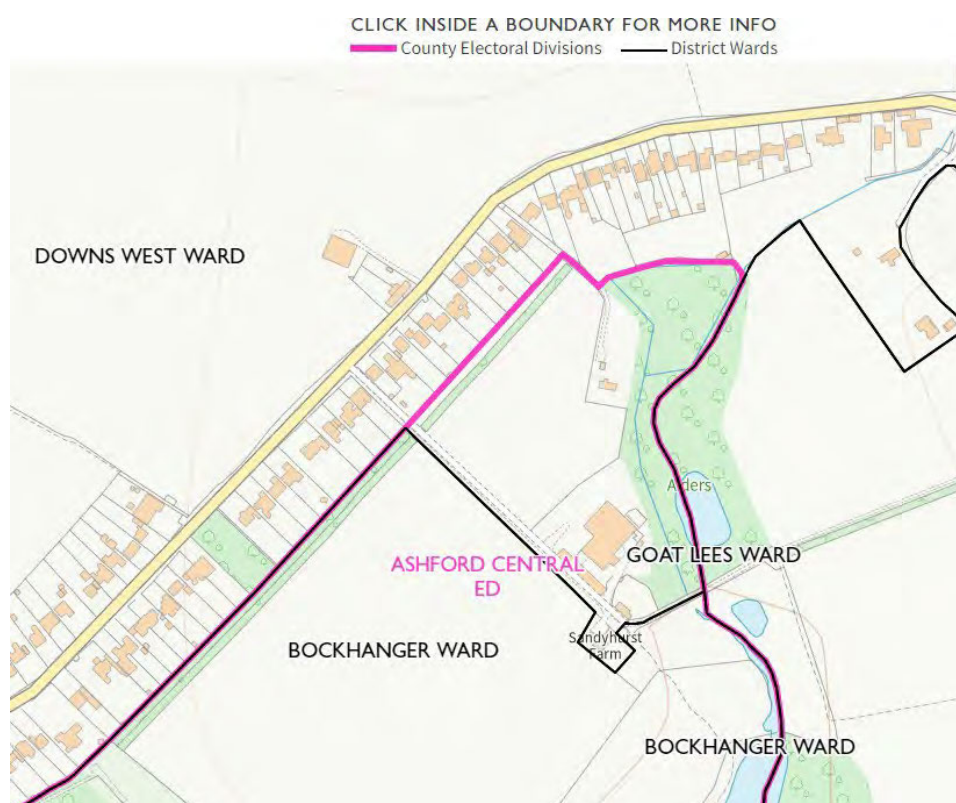 CLICK INSIDE A BOUNDARY FOR MORE INFO
County Electoral Divisions District Wards
DOWNS WEST WARD
Alders
GOAT LEES WARD
ASHFORD CENTRAL
ED
Sandyhurst
Farm
BOCKHANGER WARD
BOCKHANGER WARD